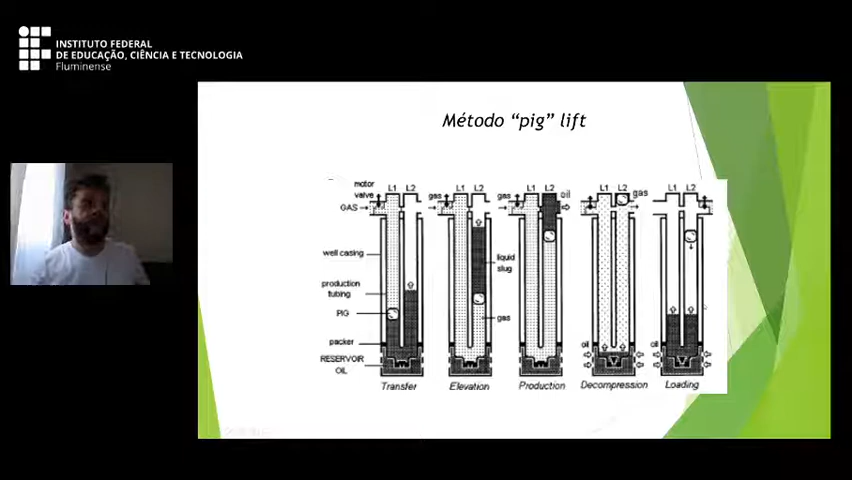 INSTITUTO FEDERAL
DE EDUCAÇÃO, CIÊNCIA E TECNOLOGIA
Fluminense
Método “pig” lift
motor
valve
L1 L2
GAS
gas
L1 L2
gas
L1 L2
oil
L1 L2
gas
L1 L2
well casing
production
tubing
PIG
packer
RESERVOIR
OIL
liquid
slug
gas
oil
oil
Transfer
Elevation
Production
Decompression
Loading